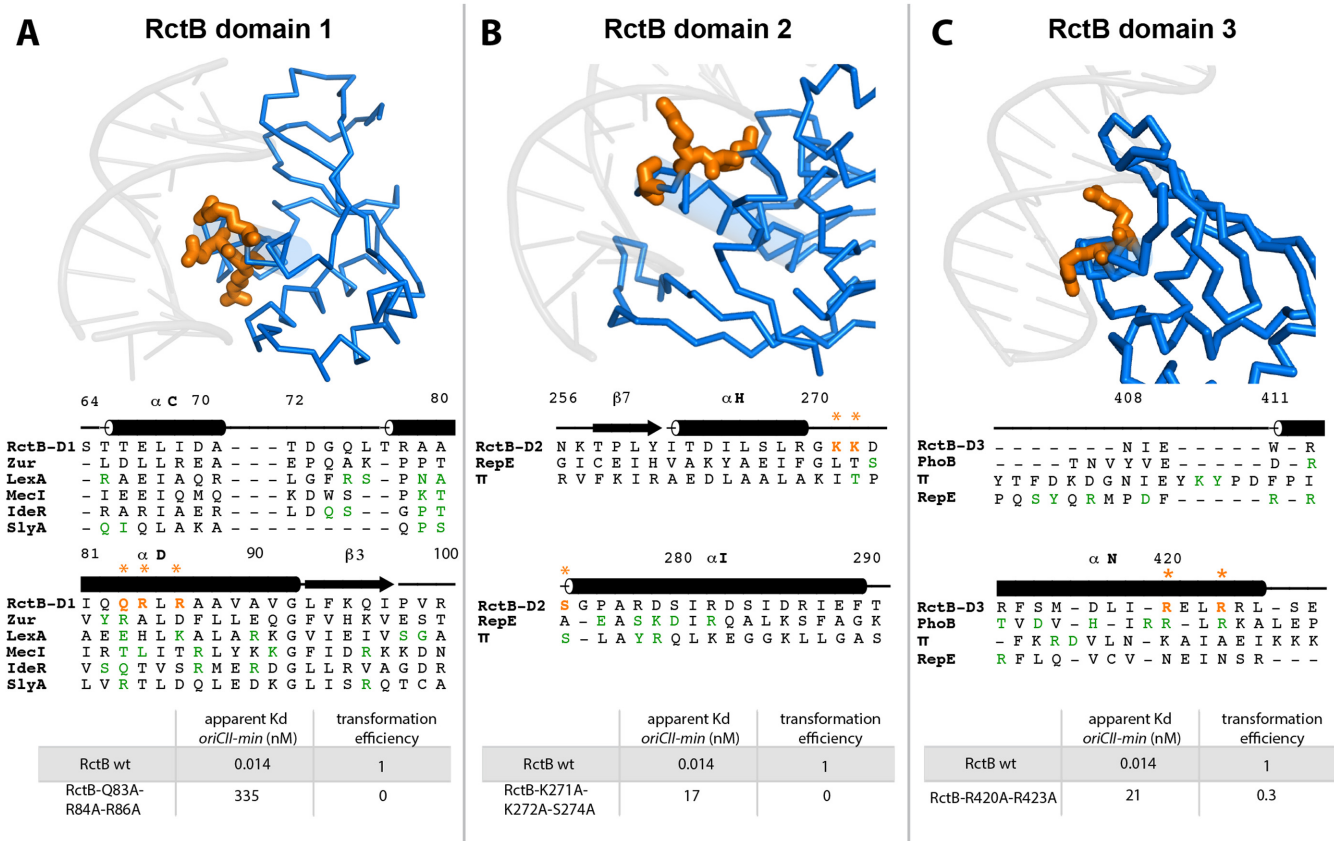 A RctB domain 1
64 α C 70 72 80
RctB-D1 S T T E L I D A - - - T D G Q L T R A A
Zur - L D L L R E A - - - E P Q A K - P P T
LexA - R A E I A Q R - - - L G F R S - P N A
MecI - I E E I Q M Q - - - K D W S - - P K T
IdeR - R A R I A E R - - - L D Q S - - G P T
SlyA - Q I Q L A K A - - - - - - - - Q P S
81 α D 90 β3 100
* * *
RctB-D1 I Q Q R L R A A V A V G L F K Q I P V R
Zur V Y R A L D F L L E Q G F V H K V E S T
LexA A E E H L K A L A R K G V I E I V S G A
MecI I R T L I T R L Y K K G F I D R K K D N
IdeR V S Q T V S R M E R D G L L R V A G D R
SlyA L V R T L D Q L E D K G L I S R Q T C A
apparent Kd transformation
oriCII-min (nM) efficiency
RctB wt 0.014 1
RctB-Q83A-
R84A-R86A 335 0
B RctB domain 2
256 β7 α H 270
* *
RctB-D2 N K T P L Y I T D I L S L R G K K D
RepE G I C E I H V A K Y A E I F G L T S
π R V F K I R A E D R L L A L A K I T P
* 280 α I 290
RctB-D2 S G P A R D S I R D S I D R I E F T
RepE A - E A S K D I R Q A L K S F A G K
π S - L A Y R Q L K E G G K L L G A S
apparent Kd transformation
oriCII-min (nM) efficiency
RctB wt 0.014 1
RctB-K271A-
K272A-S274A 17 0
C RctB domain 3
408 411
RctB-D3 - - - - - - - N I E - - - - - W - R
PhoB - - - - T N V Y V E - - - - - D - R
π Y T F D K D G N I E Y K Y P D F P I
RepE P Q S Y Q R M P D F - - - - - R - R
α N 420
* *
RctB-D3 R F S M - D L I - R E L R R L - S E
PhoB T V D V - H - I R R - L R K A L E P
π - F K R D V L N - K A I A E I K K K
RepE R F L Q - V C V - N E I N S R - - -
apparent Kd transformation
oriCII-min (nM) efficiency
RctB wt 0.014 1
RctB-R420A-R423A 21 0.3